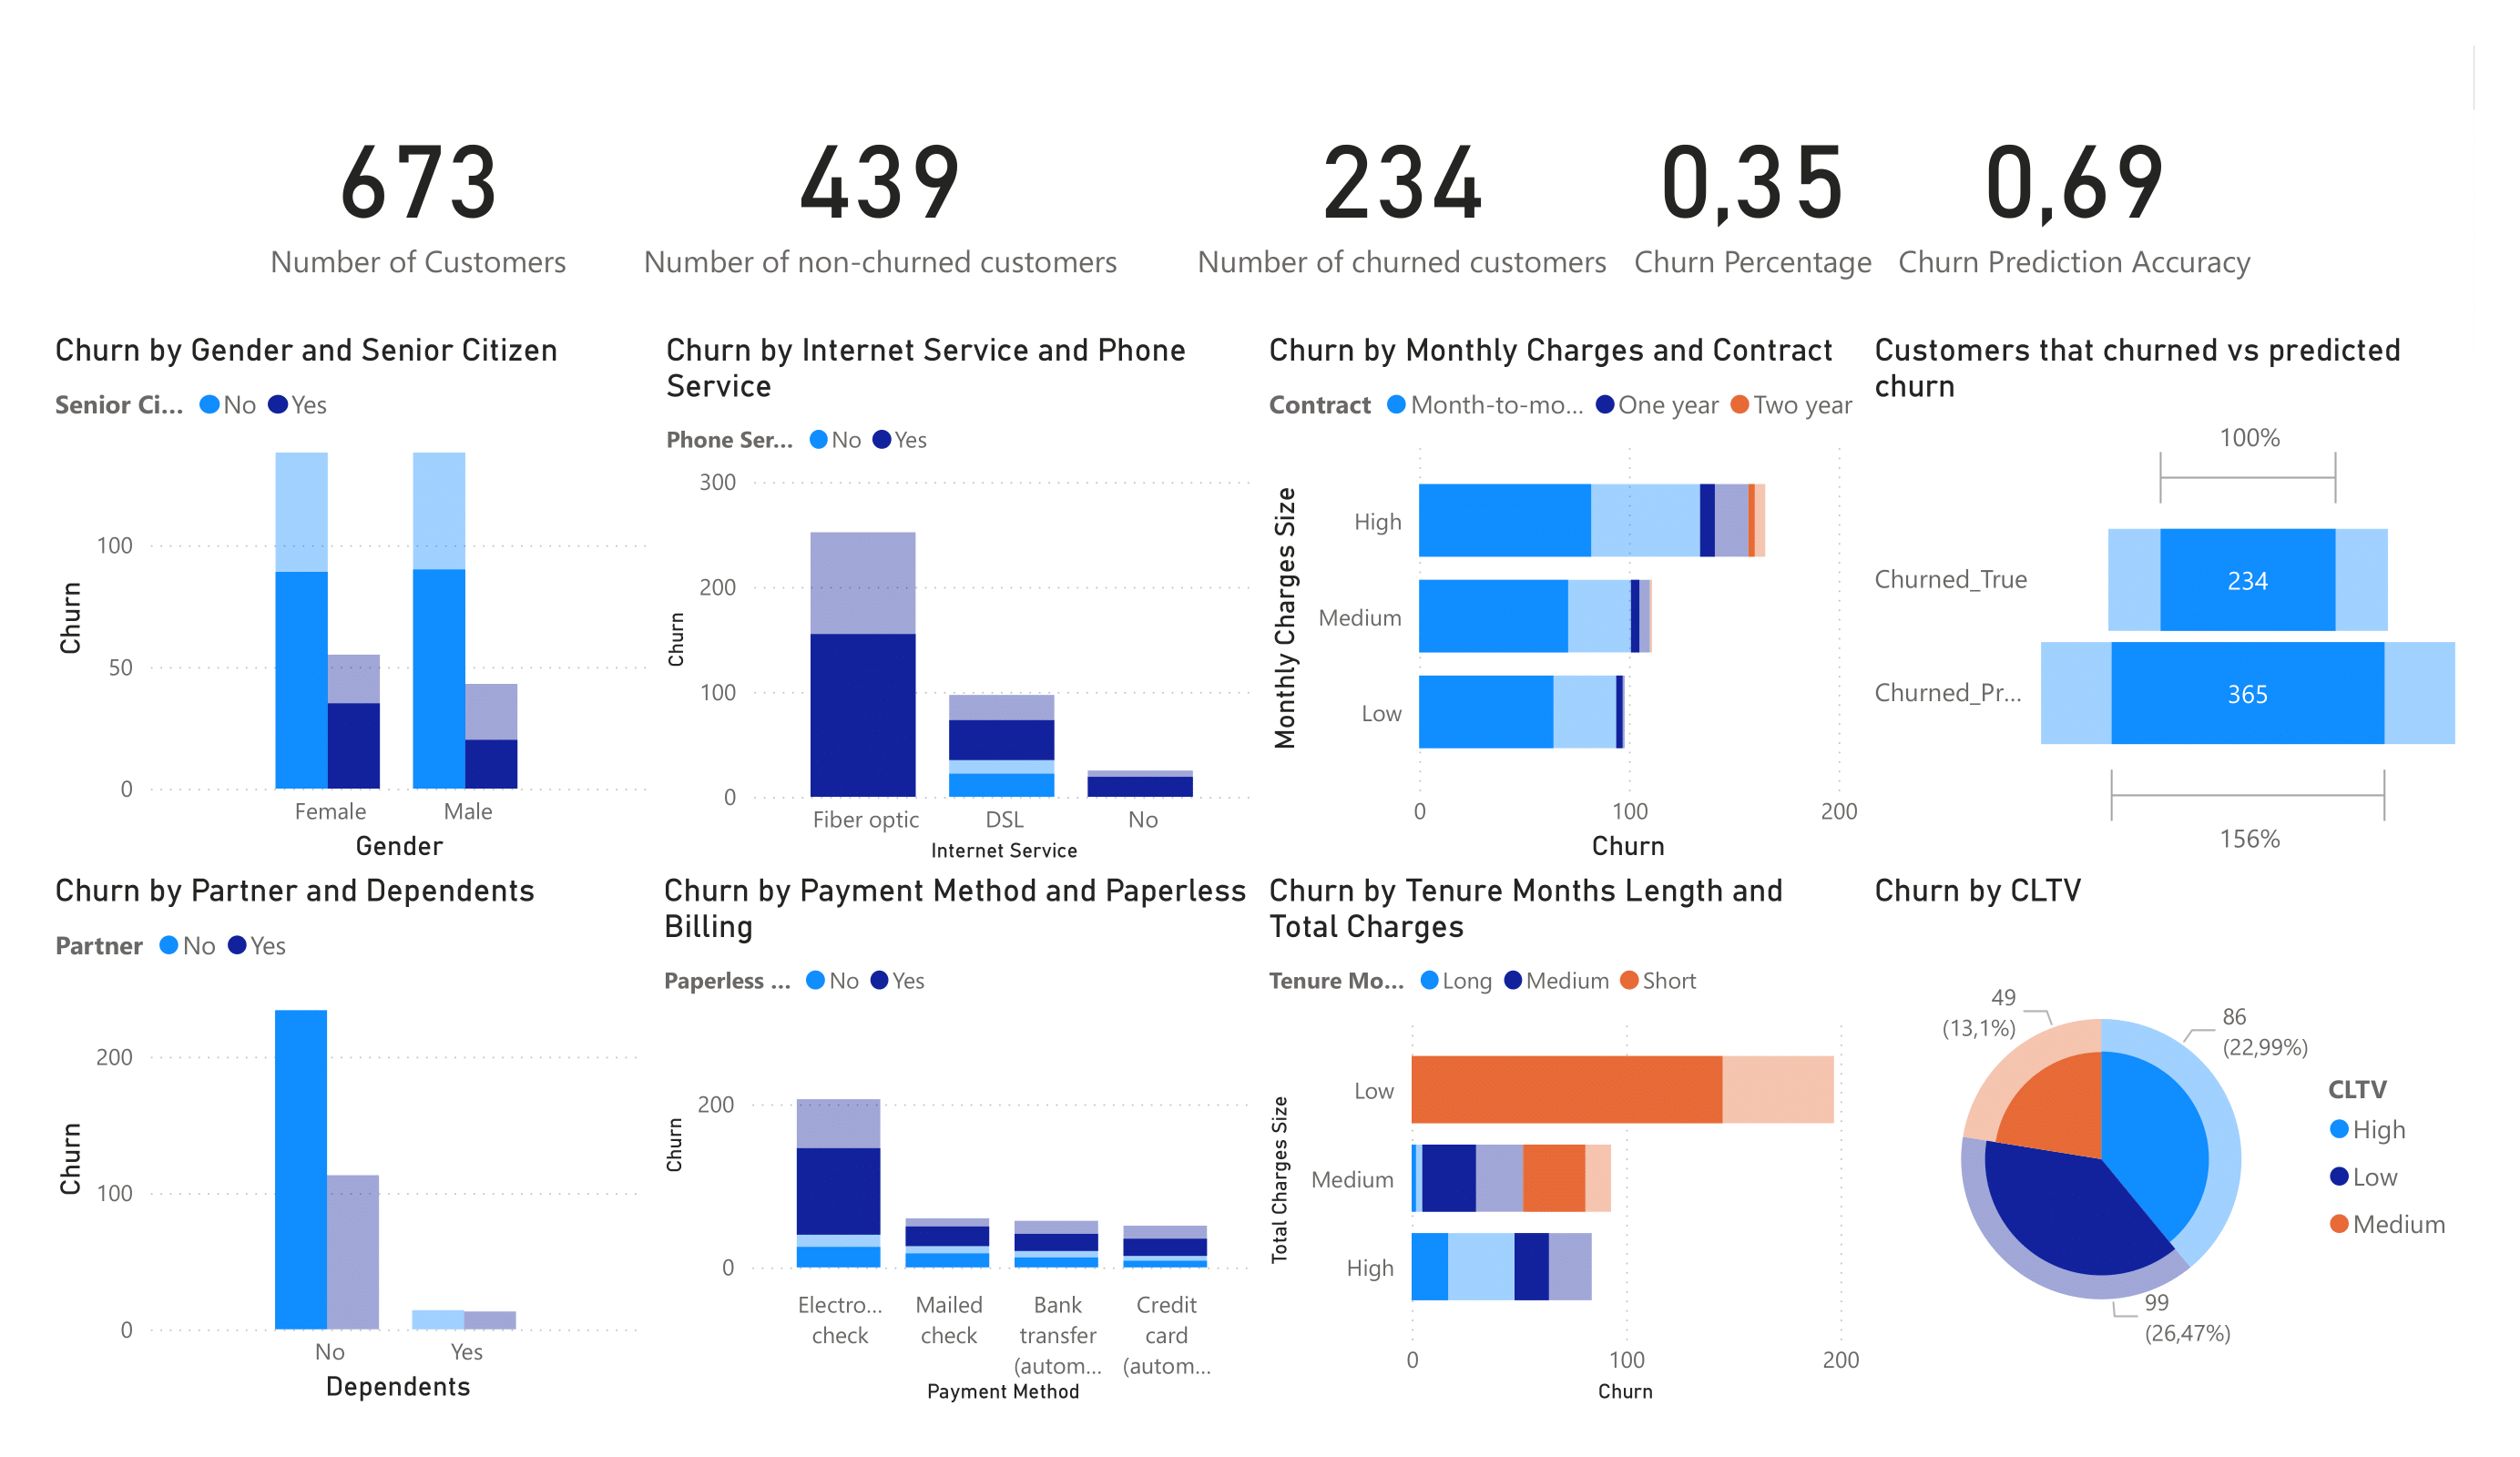 673
Number of Customers
439
Number of non-churned customers
234
Number of churned customers
0,35
Churn Percentage
0,69
Churn Prediction Accuracy
Churn by Gender and Senior Citizen
Senior Ci... No Yes
100
50
0
Churn
Female Male
Gender
Churn by Internet Service and Phone
Service
Phone Ser... No Yes
300
200
100
0
Churn
Fiber optic DSL No
Internet Service
Churn by Monthly Charges and Contract
Contract Month-to-mo... One year Two year
Monthly Charges Size
High
Medium
Low
0 100 200
Churn
Customers that churned vs predicted
churn
100%
Churned_True 234
Churned_Pr... 365
156%
Churn by Partner and Dependents
Partner No Yes
200
100
0
Churn
No Yes
Dependents
Churn by Payment Method and Paperless
Billing
Paperless ... No Yes
200
0
Churn
Electro...
check
Mailed
check
Bank
transfer
(autom...
Credit
card
(autom...
Payment Method
Churn by Tenure Months Length and
Total Charges
Tenure Mo... Long Medium Short
Total Charges Size
Low
Medium
High
0 100 200
Churn
Churn by CLTV
49
(13,1%)
86
(22,99%)
99
(26,47%)
CLTV
High
Low
Medium